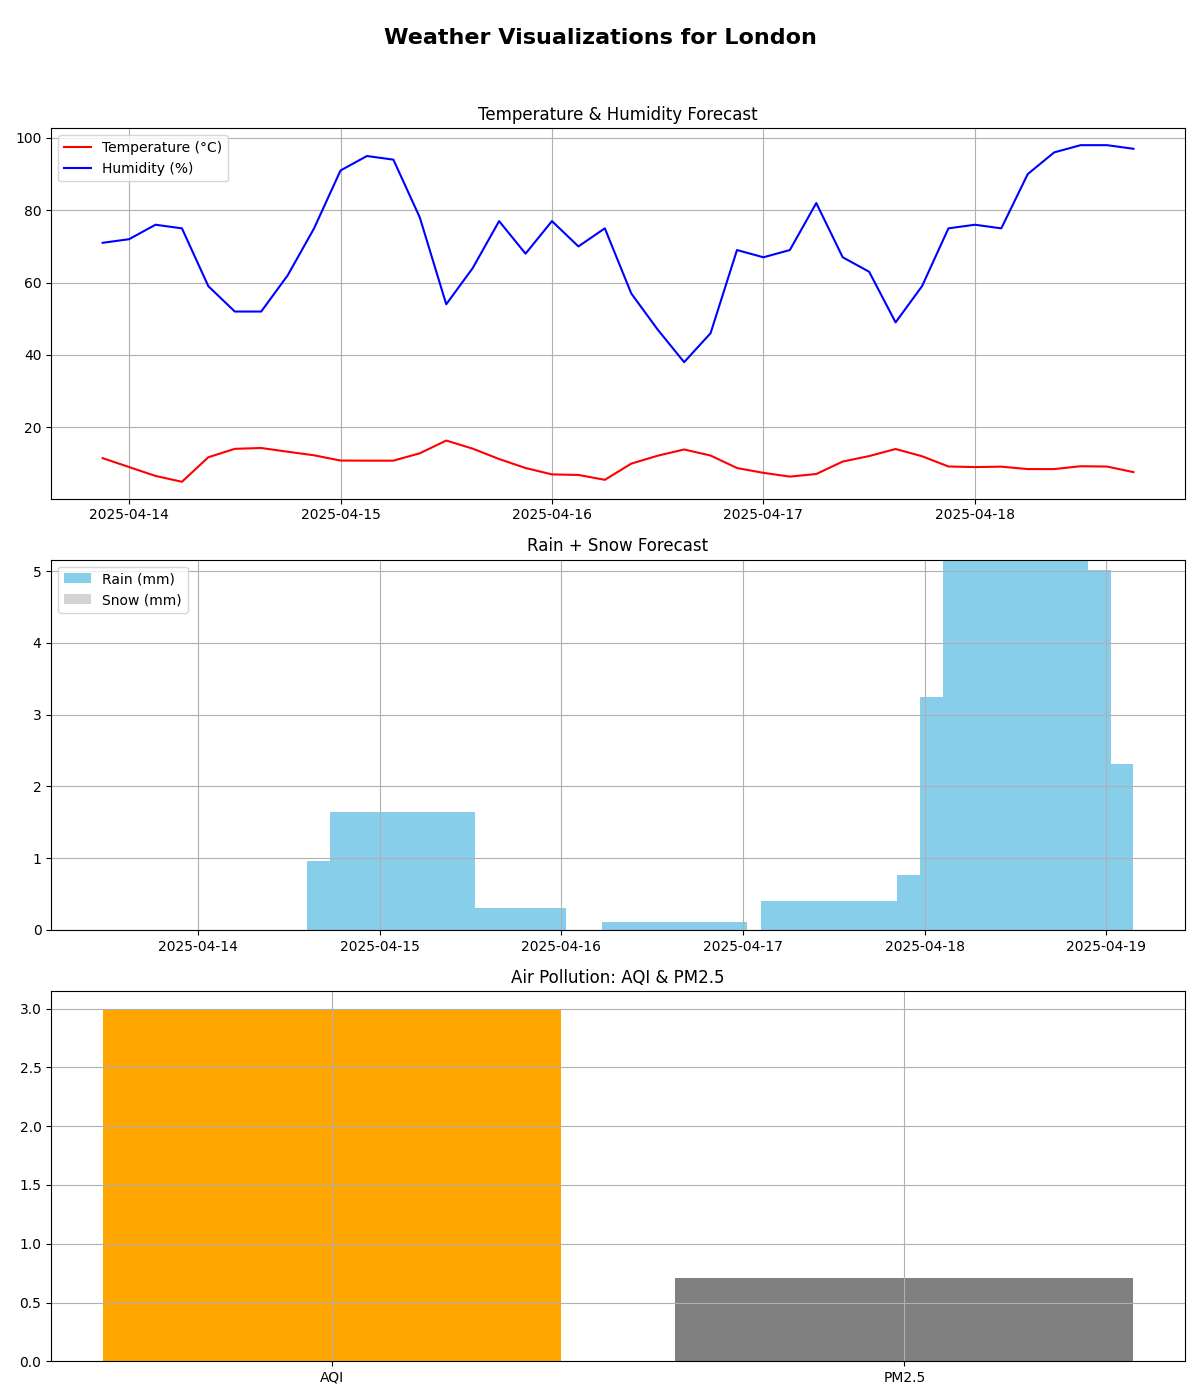 Weather Visualizations for London
Temperature & Humidity Forecast
Temperature (°C)
Humidity (%)
100
80
60
40
20
2025-04-14 2025-04-15 2025-04-16 2025-04-17 2025-04-18
Rain + Snow Forecast
Rain (mm)
Snow (mm)
5
4
3
2
1
0
2025-04-14 2025-04-15 2025-04-16 2025-04-17 2025-04-18 2025-04-19
Air Pollution: AQI & PM2.5
3.0
2.5
2.0
1.5
1.0
0.5
0.0
AQI PM2.5